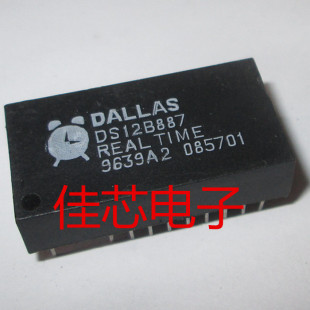 DALLAS
DS12B887
REAL TIME
9639A2 085701
佳芯电子